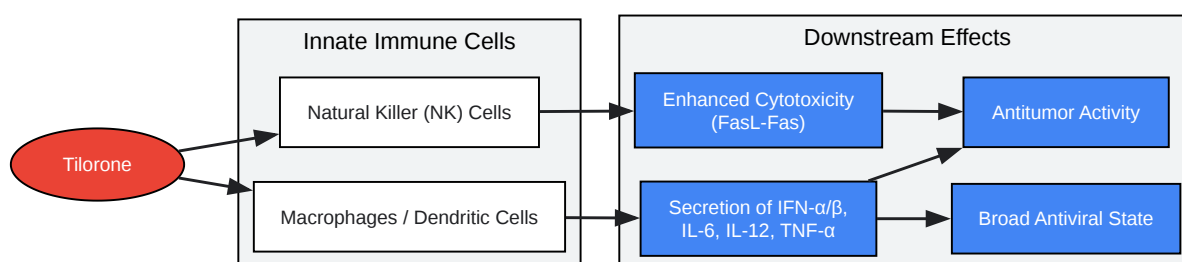 Innate Immune Cells
Downstream Effects
Natural Killer (NK) Cells
Enhanced Cytotoxicity
(FasL-Fas)
Antitumor Activity
Tilorone
Macrophages / Dendritic Cells
Secretion of IFN-α/β,
IL-6, IL-12, TNF-α
Broad Antiviral State